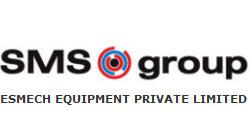 SMS group
ESMECH EQUIPMENT PRIVATE LIMITED